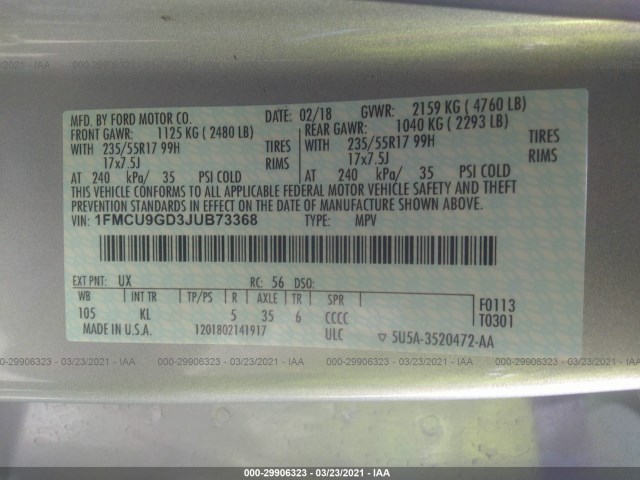 000-29906323 - 03/23/2021 - IAA
MFD. BY FORD MOTOR CO. DATE: 02/18 GVWR: 2159 KG ( 4760 LB)
FRONT GAWR: 1125 KG ( 2480 LB) REAR GAWR: 1040 KG ( 2293 LB)
WITH 235/55R17 99H TIRES WITH 235/55R17 99H TIRES
17x7.5J RIMS 17x7.5J RIMS
AT 240 kPa/ 35 PSI COLD AT 240 kPa/ 35 PSI COLD
THIS VEHICLE CONFORMS TO ALL APPLICABLE FEDERAL MOTOR VEHICLE SAFETY AND THEFT
PREVENTION STANDARDS IN EFFECT ON THE DATE OF MANUFACTURE SHOWN ABOVE.
VIN: 1FMCU9GD3JUB73368 TYPE: MPV
EXT PNT: UX RC: 56 DSO:
WB INT TR TP/PS R AXLE TR SPR
105 KL 5 35 6 CCCC
F0113
T0301
MADE IN U.S.A. 1201802141917 ULC ▽ 5U5A-3520472-AA
000-29906323 - 03/23/2021 - IAA
000-29906323 - 03/23/2021 - IAA